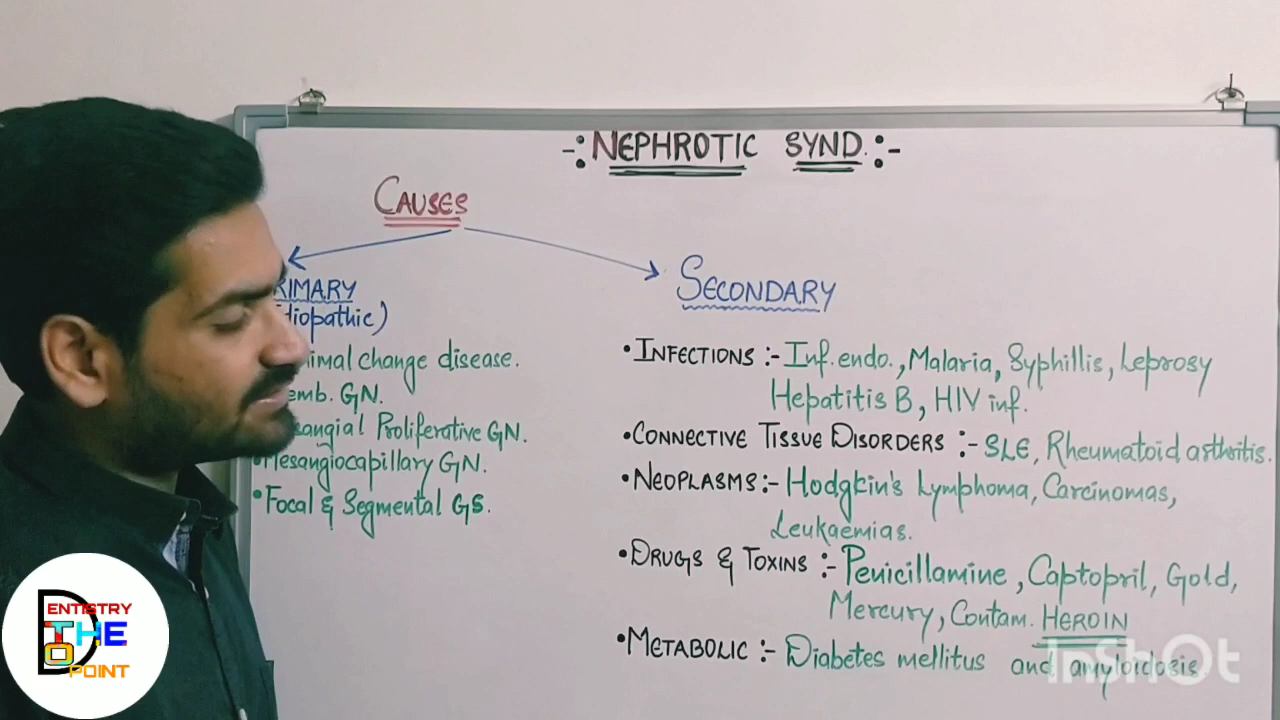 -: NEPHROTIC SYND. :-
CAUSES
RIMARY
diopathic)
imal change disease.
emb. GN.
sangial Proliferative GN.
•Mesangiocapillary GN.
•Focal & Segmental GS.
SECONDARY
•INFECTIONS :- Inf. endo., Malaria, Syphillis, Leprosy
Hepatitis B, HIV inf.
•CONNECTIVE TISSUE DISORDERS :- SLE, Rheumatoid arthritis.
•NEOPLASMS :- Hodgkin's Lymphoma, Carcinomas,
Leukaemias.
•DRUGS & TOXINS :- Penicillamine, Captopril, Gold,
Mercury, Contam. HEROIN
•METABOLIC :- Diabetes mellitus and amyloidosis.
DENTISTRY
TO THE
POINT
InShOt